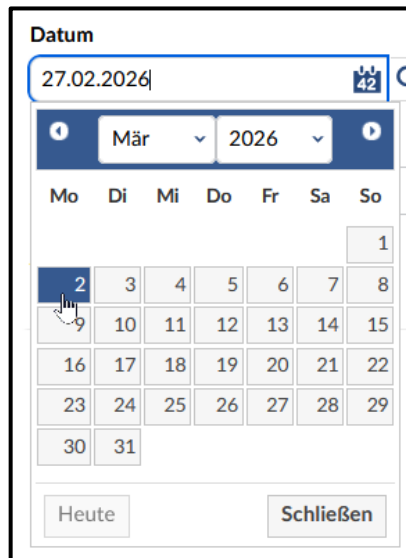 Datum
27.02.2026
42
Mär 2026
Mo Di Mi Do Fr Sa So
1
2 3 4 5 6 7 8
9 10 11 12 13 14 15
16 17 18 19 20 21 22
23 24 25 26 27 28 29
30 31
Heute Schließen